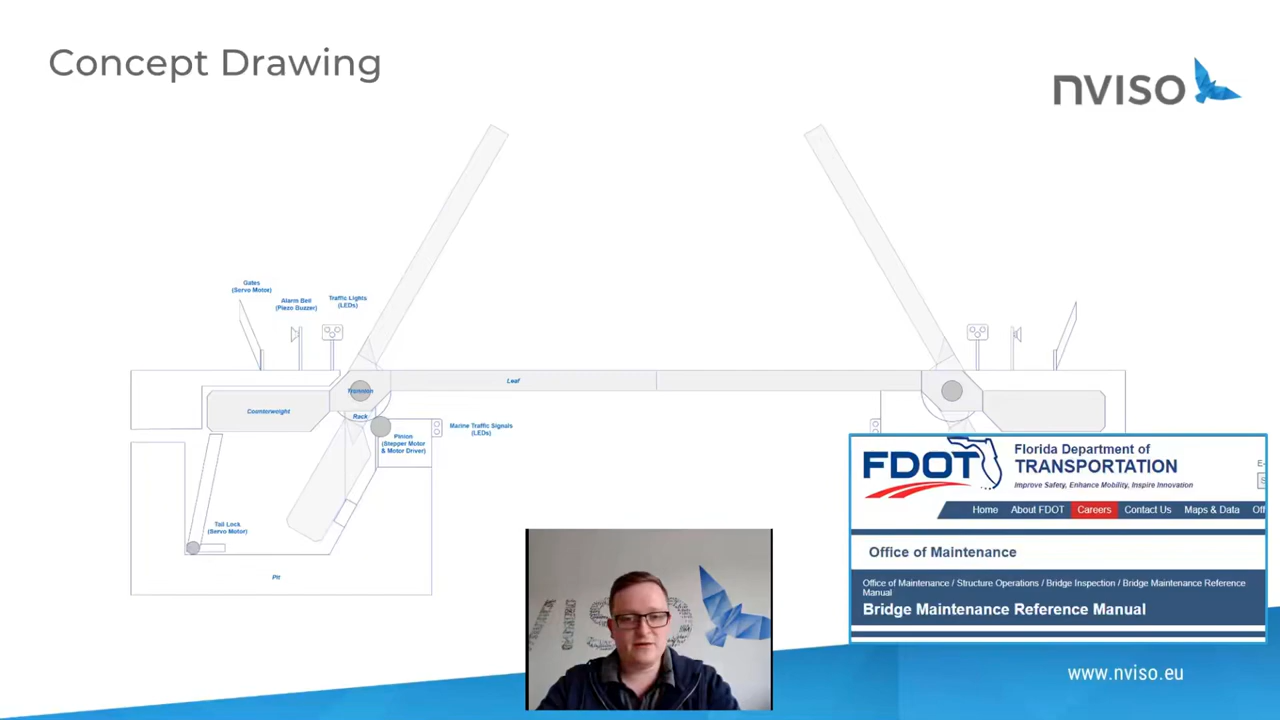 Concept Drawing
nviso
Gates
(Servo Motor)
Alarm Bell
(Piezo Buzzer)
Traffic Lights
(LEDs)
Trunnion
Leaf
Counterweight
Rack
Pinion
(Stepper Motor
& Motor Driver)
Marine Traffic Signals
(LEDs)
Tail Lock
(Servo Motor)
Pit
FDOT
Florida Department of
TRANSPORTATION
Improve Safety, Enhance Mobility, Inspire Innovation
E-
S
Home About FDOT Careers Contact Us Maps & Data Of
Office of Maintenance
Office of Maintenance / Structure Operations / Bridge Inspection / Bridge Maintenance Reference
Manual
Bridge Maintenance Reference Manual
www.nviso.eu